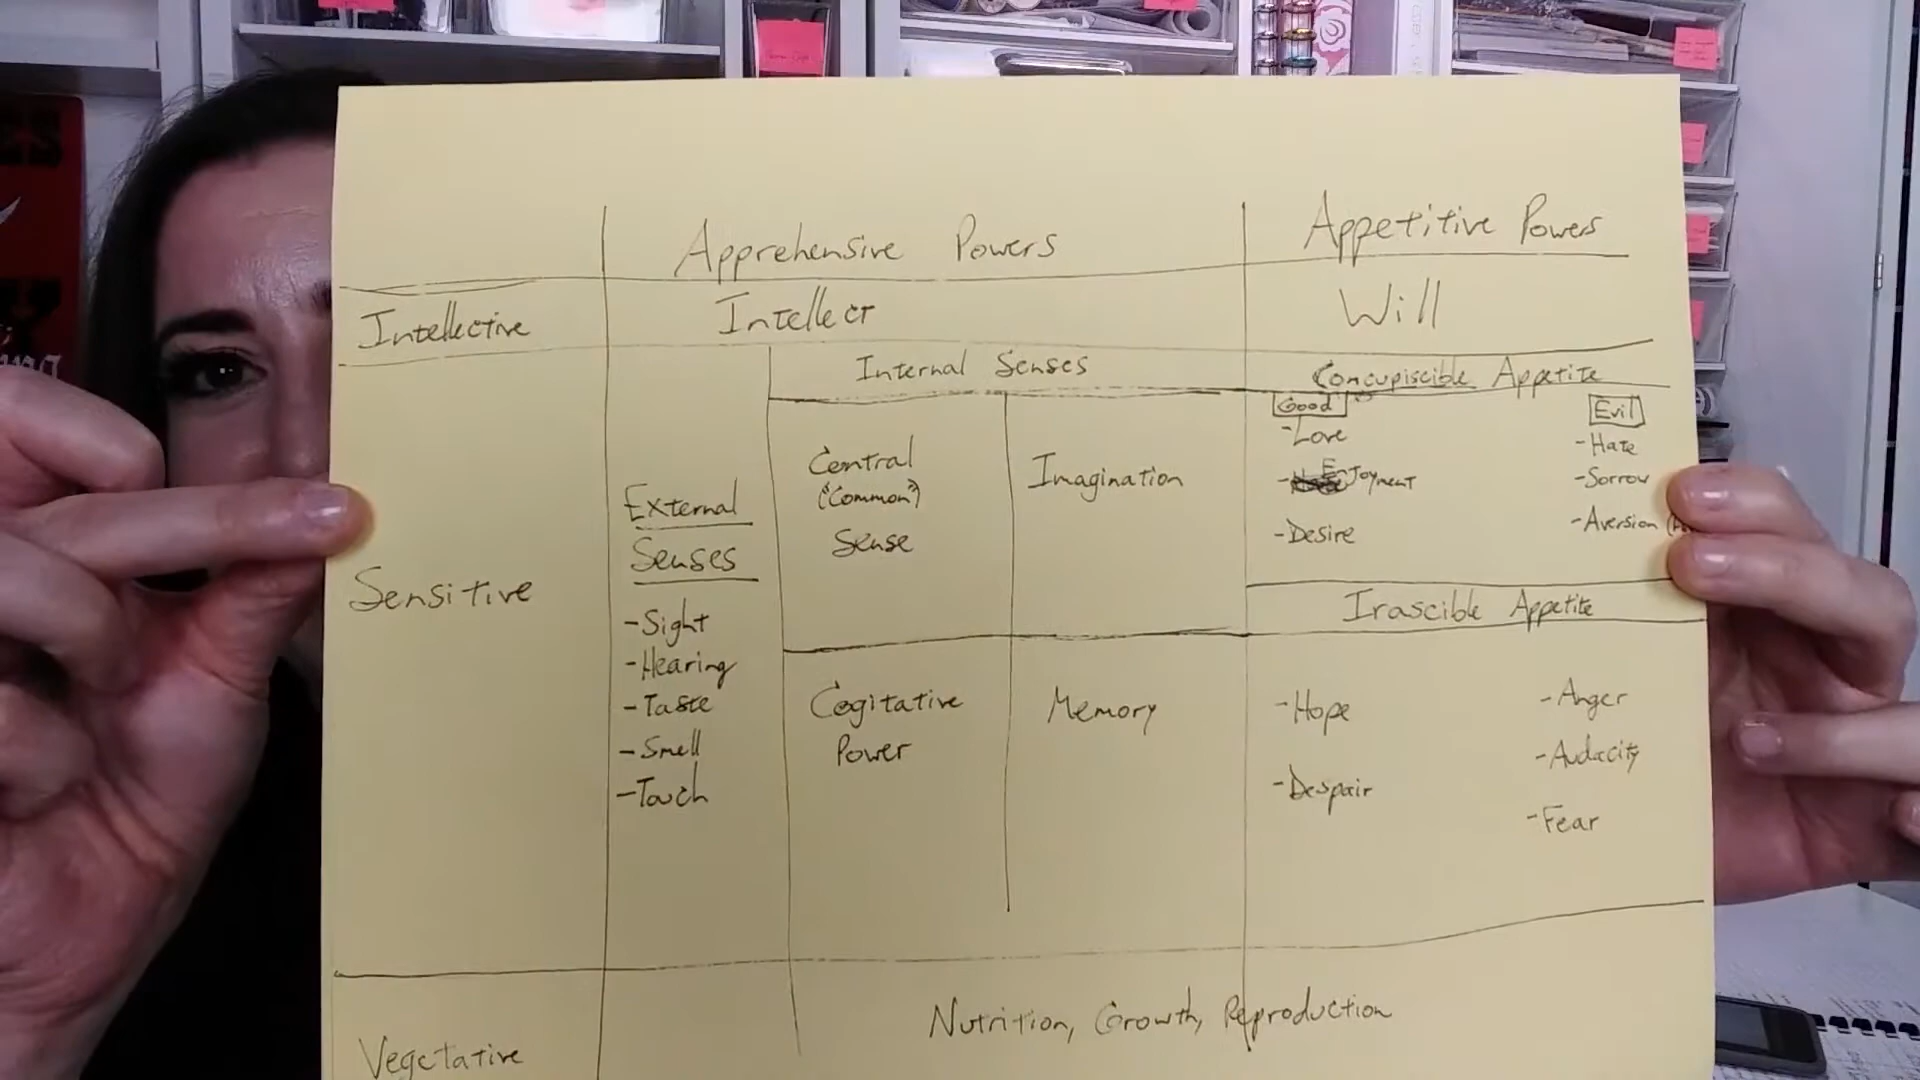 Apprehensive Powers
Appetitive Powers
Intellective
Intellect
Will
Sensitive
External
Senses
-Sight
-Hearing
-Taste
-Smell
-Touch
Internal Senses
Central
("Common")
Sense
Imagination
Cogitative
Power
Memory
Concupiscible Appetite
Good
-Love
-Enjoyment
-Desire
Evil
-Hate
-Sorrow
-Aversion
Irascible Appetite
-Hope
-Despair
-Anger
-Audacity
-Fear
Vegetative
Nutrition, Growth, Reproduction